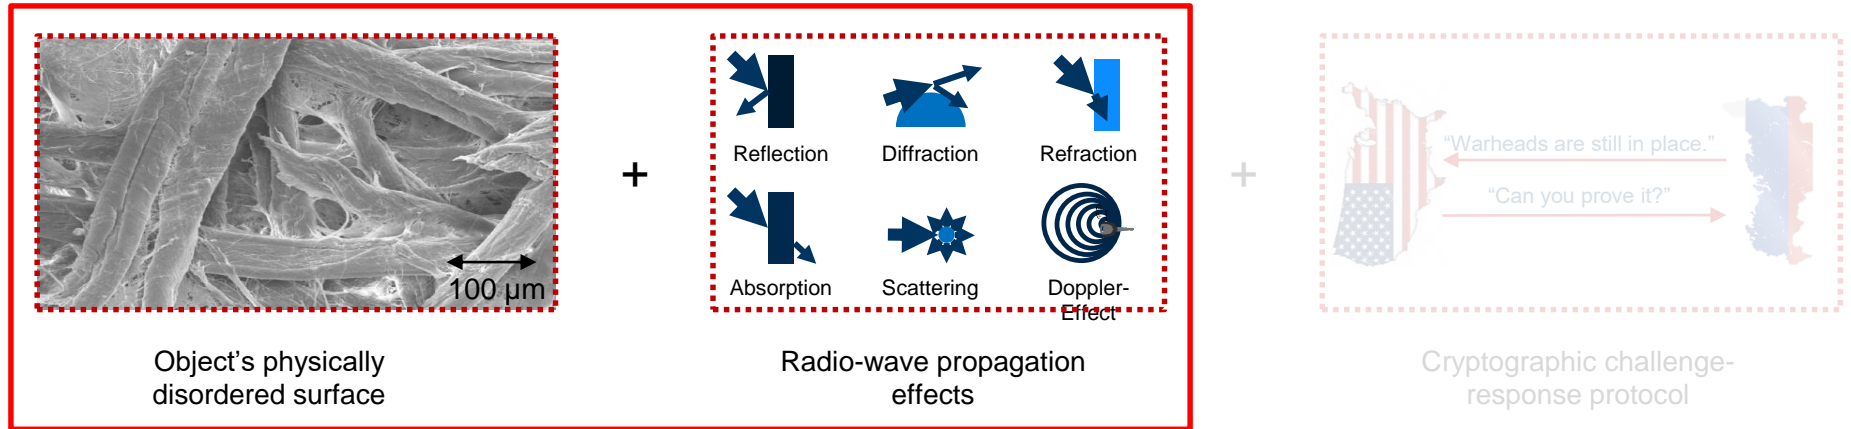 100 µm
Object’s physically
disordered surface
+
Reflection
Diffraction
Refraction
Absorption
Scattering
Doppler-
Effect
Radio-wave propagation
effects
+
“Warheads are still in place.”
“Can you prove it?”
Cryptographic challenge-
response protocol